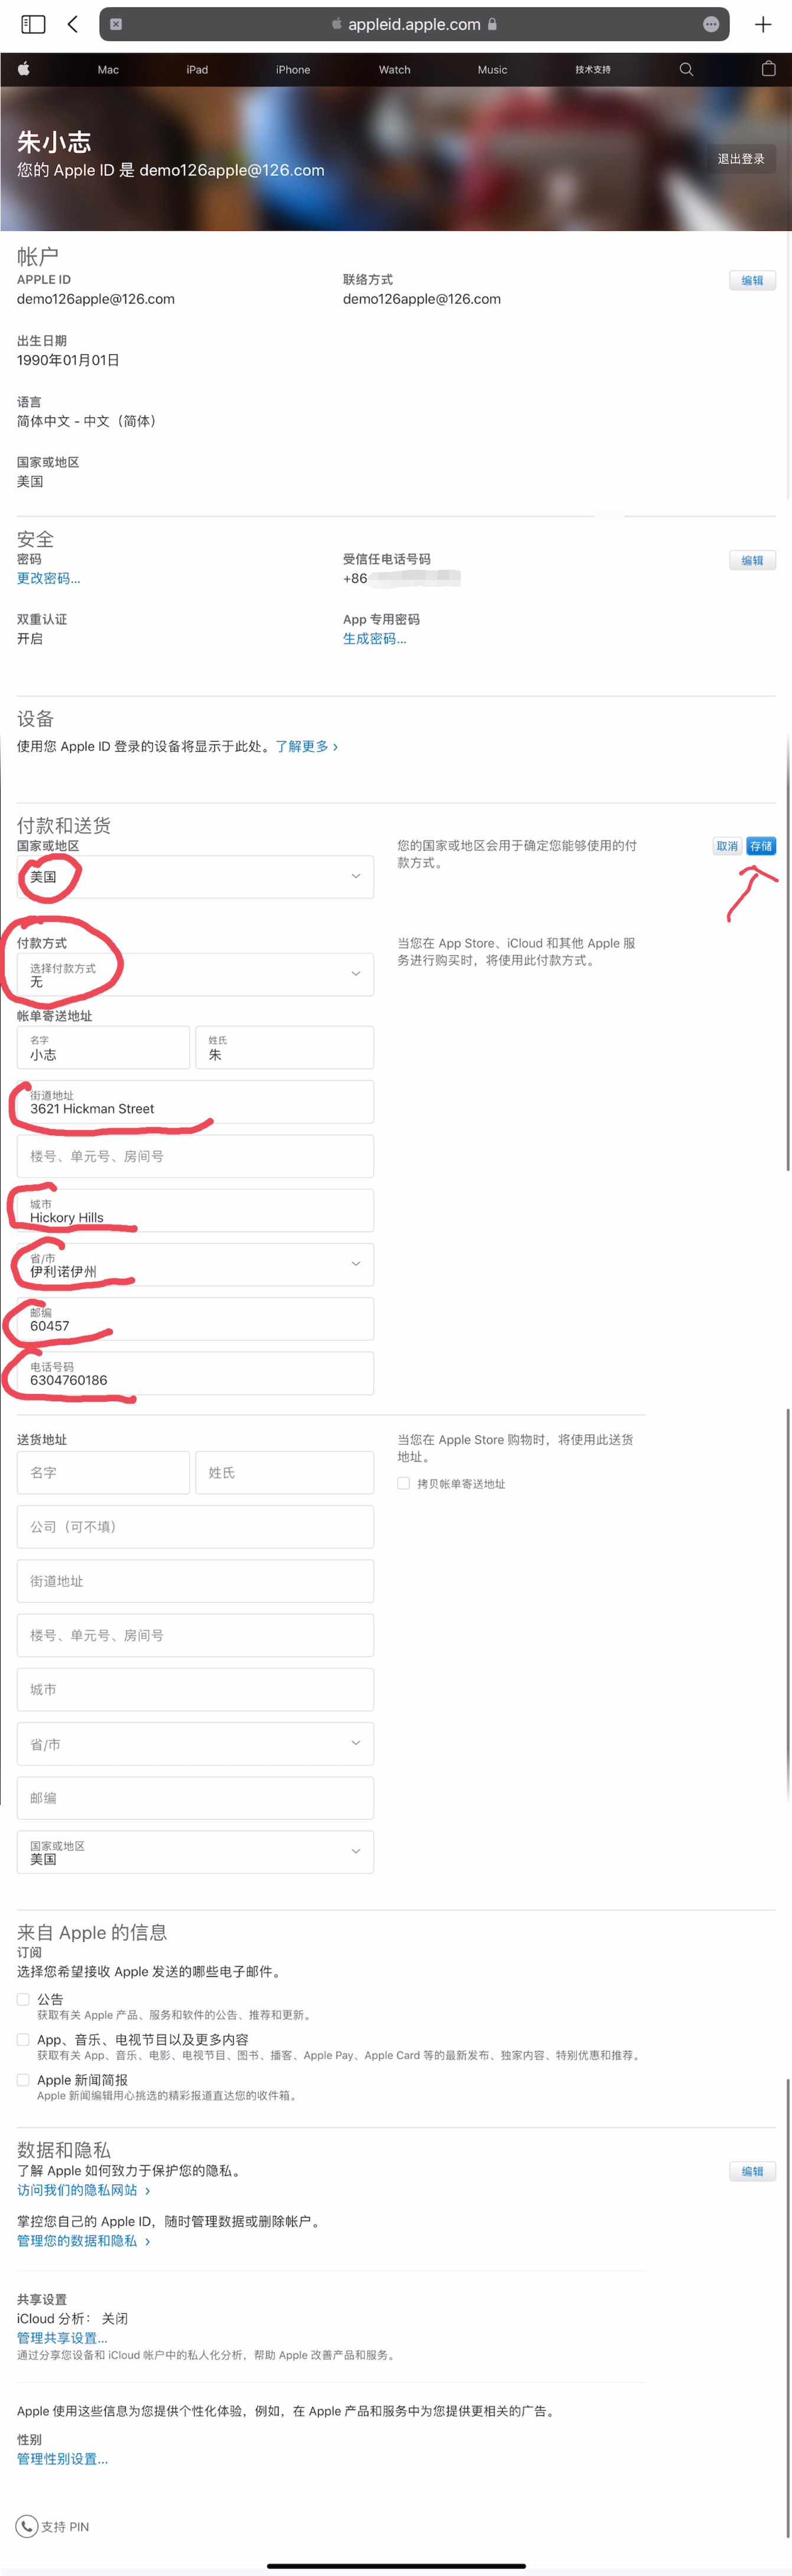 appleid.apple.com
Mac iPad iPhone Watch Music 技术支持
朱小志
您的 Apple ID 是 demo126apple@126.com
退出登录
帐户
APPLE ID
demo126apple@126.com
联络方式
demo126apple@126.com
编辑
出生日期
1990年01月01日
语言
简体中文 - 中文（简体）
国家或地区
美国
安全
密码
更改密码...
受信任电话号码
+86
编辑
双重认证
开启
App 专用密码
生成密码...
设备
使用您 Apple ID 登录的设备将显示于此处。了解更多 ›
付款和送货
国家或地区
美国
您的国家或地区会用于确定您能够使用的付
款方式。
取消 存储
付款方式
选择付款方式
无
当您在 App Store、iCloud 和其他 Apple 服
务进行购买时，将使用此付款方式。
帐单寄送地址
名字
小志
姓氏
朱
街道地址
3621 Hickman Street
楼号、单元号、房间号
城市
Hickory Hills
省/市
伊利诺伊州
邮编
60457
电话号码
6304760186
送货地址
名字
姓氏
当您在 Apple Store 购物时，将使用此送货
地址。
拷贝帐单寄送地址
公司（可不填）
街道地址
楼号、单元号、房间号
城市
省/市
邮编
国家或地区
美国
来自 Apple 的信息
订阅
选择您希望接收 Apple 发送的哪些电子邮件。
公告
获取有关 Apple 产品、服务和软件的公告、推荐和更新。
App、音乐、电视节目以及更多内容
获取有关 App、音乐、电影、电视节目、图书、播客、Apple Pay、Apple Card 等的最新发布、独家内容、特别优惠和推荐。
Apple 新闻简报
Apple 新闻编辑用心挑选的精彩报道直达您的收件箱。
数据和隐私
了解 Apple 如何致力于保护您的隐私。
访问我们的隐私网站 ›
编辑
掌控您自己的 Apple ID，随时管理数据或删除帐户。
管理您的数据和隐私 ›
共享设置
iCloud 分析： 关闭
管理共享设置...
通过分享您设备和 iCloud 帐户中的私人化分析，帮助 Apple 改善产品和服务。
Apple 使用这些信息为您提供个性化体验，例如，在 Apple 产品和服务中为您提供更相关的广告。
性别
管理性别设置...
支持 PIN